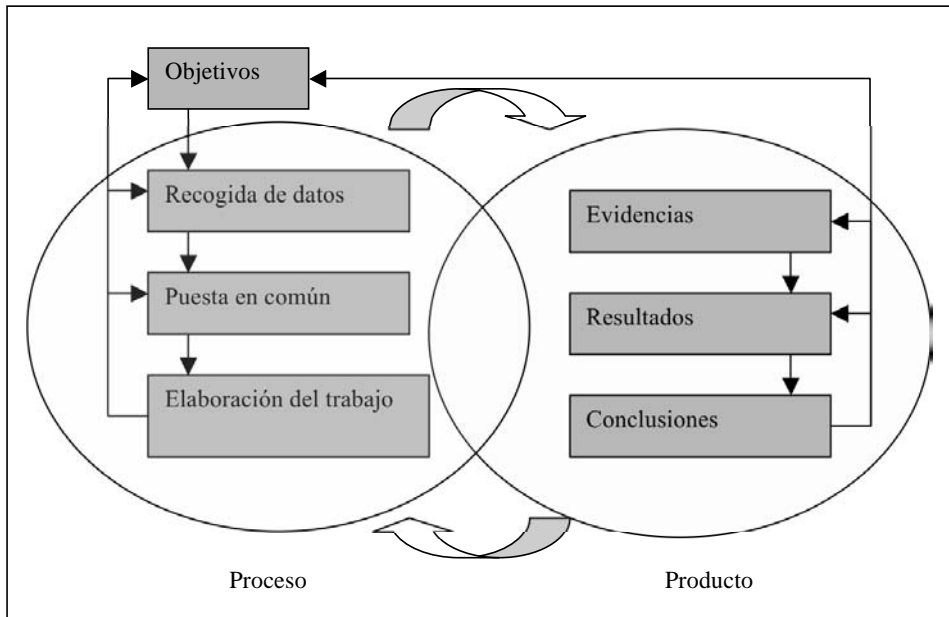 Objetivos
Recogida de datos
Puesta en común
Elaboración del trabajo
Evidencias
Resultados
Conclusiones
Proceso
Producto